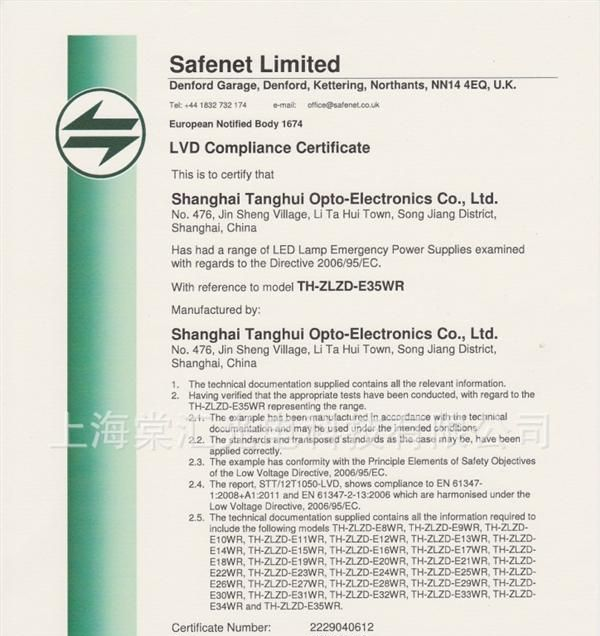 Safenet Limited
Denford Garage, Denford, Kettering, Northants, NN14 4EQ, U.K.
Tel: +44 1832 732 174 e-mail: office@safenet.co.uk
European Notified Body 1674
LVD Compliance Certificate
This is to certify that
Shanghai Tanghui Opto-Electronics Co., Ltd.
No. 476, Jin Sheng Village, Li Ta Hui Town, Song Jiang District,
Shanghai, China
Has had a range of LED Lamp Emergency Power Supplies examined
with regards to the Directive 2006/95/EC.
With reference to model TH-ZLZD-E35WR
Manufactured by:
Shanghai Tanghui Opto-Electronics Co., Ltd.
No. 476, Jin Sheng Village, Li Ta Hui Town, Song Jiang District,
Shanghai, China
1. The technical documentation supplied contains all the relevant information.
2. Having verified that the appropriate tests have been conducted, with regard to the
TH-ZLZD-E35WR representing the range.
2.1. The example has been manufactured in accordance with the technical
documentation and may be used under the intended conditions.
2.2. The standards and transposed standards as the case may be, have been
applied correctly.
2.3. The example has conformity with the Principle Elements of Safety Objectives
of the Low Voltage Directive, 2006/95/EC.
2.4. The report, STT/12T1050-LVD, shows compliance to EN 61347-
1:2008+A1:2011 and EN 61347-2-13:2006 which are harmonised under the
Low Voltage Directive, 2006/95/EC.
2.5. The technical documentation supplied contains all the information required to
include the following models TH-ZLZD-E8WR, TH-ZLZD-E9WR, TH-ZLZD-
E10WR, TH-ZLZD-E11WR, TH-ZLZD-E12WR, TH-ZLZD-E13WR, TH-ZLZD-
E14WR, TH-ZLZD-E15WR, TH-ZLZD-E16WR, TH-ZLZD-E17WR, TH-ZLZD-
E18WR, TH-ZLZD-E19WR, TH-ZLZD-E20WR, TH-ZLZD-E21WR, TH-ZLZD-
E22WR, TH-ZLZD-E23WR, TH-ZLZD-E24WR, TH-ZLZD-E25WR, TH-ZLZD-
E26WR, TH-ZLZD-E27WR, TH-ZLZD-E28WR, TH-ZLZD-E29WR, TH-ZLZD-
E30WR, TH-ZLZD-E31WR, TH-ZLZD-E32WR, TH-ZLZD-E33WR, TH-ZLZD-
E34WR and TH-ZLZD-E35WR.
Certificate Number: 2229040612